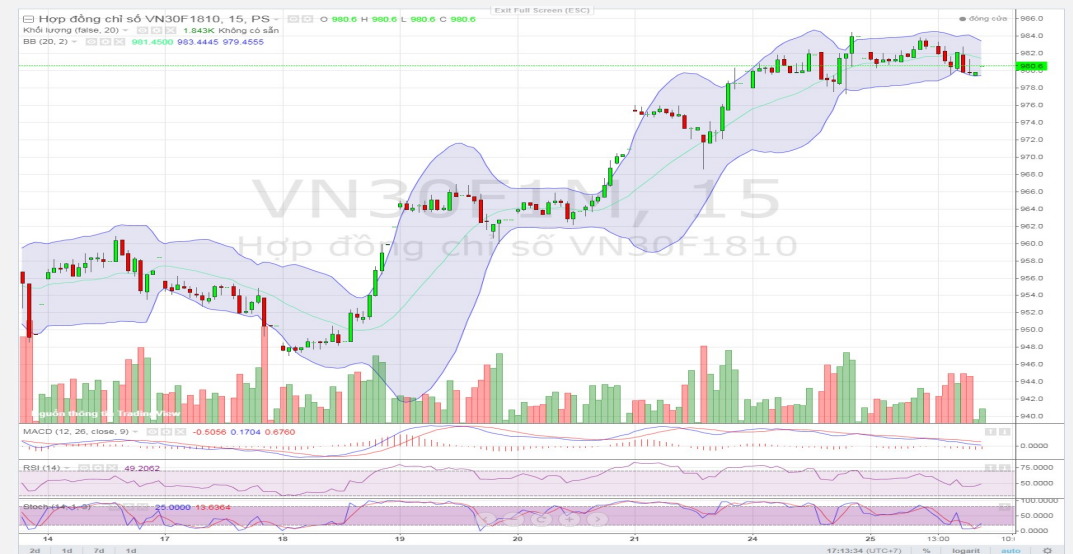 Exit Full Screen (ESC)
Hợp đồng chỉ số VN30F1810, 15, PS O 980.6 H 980.6 L 980.6 C 980.6
Khối lượng (false, 20) 1.843K Không có sẵn
BB (20, 2) 981.4500 983.4445 979.4555
đóng cửa
986.0
984.0
982.0
980.6
980.0
978.0
976.0
974.0
972.0
970.0
968.0
966.0
964.0
962.0
960.0
958.0
956.0
954.0
952.0
950.0
948.0
946.0
944.0
942.0
940.0
VN30F1M, 15
Hợp đồng chỉ số VN30F1810
Nguồn thông tin TradingView
MACD (12, 26, close, 9) -0.5056 0.1704 0.6760
0.0000
RSI (14) 49.2062
75.0000
50.0000
Stoch (14, 1, 3) 25.0000 13.6364
100.0000
50.0000
0.0000
14 17 18 19 20 21 24 25 13:00 10:
2d 1d 7d 1d 17:13:34 (UTC+7) % logarit auto